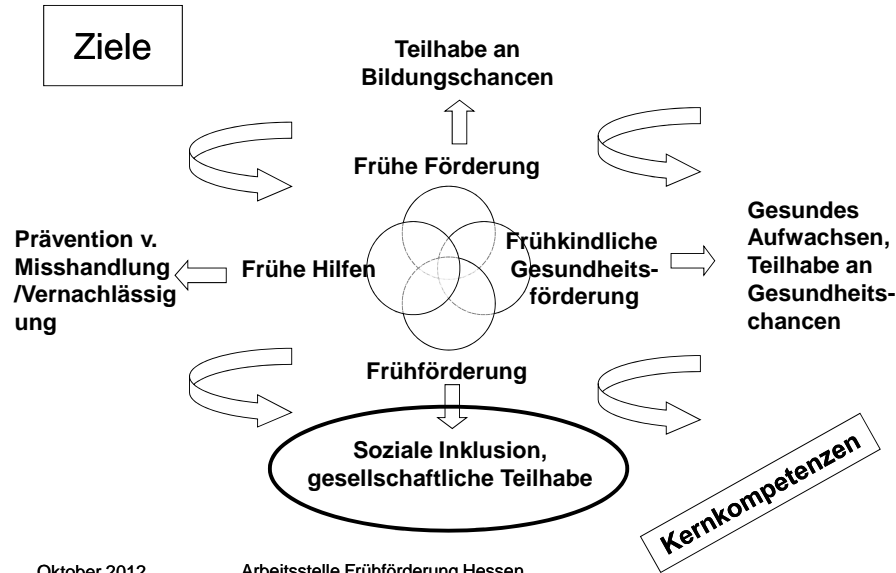 Ziele
Teilhabe an
Bildungschancen
Frühe Förderung
Prävention v.
Misshandlung
/Vernachlässig
ung
Frühe Hilfen
Frühkindliche
Gesundheits-
förderung
Gesundes
Aufwachsen,
Teilhabe an
Gesundheits-
chancen
Frühförderung
Soziale Inklusion,
gesellschaftliche Teilhabe
Kernkompetenzen
Oktober 2012
Arbeitsstelle Frühförderung Hessen